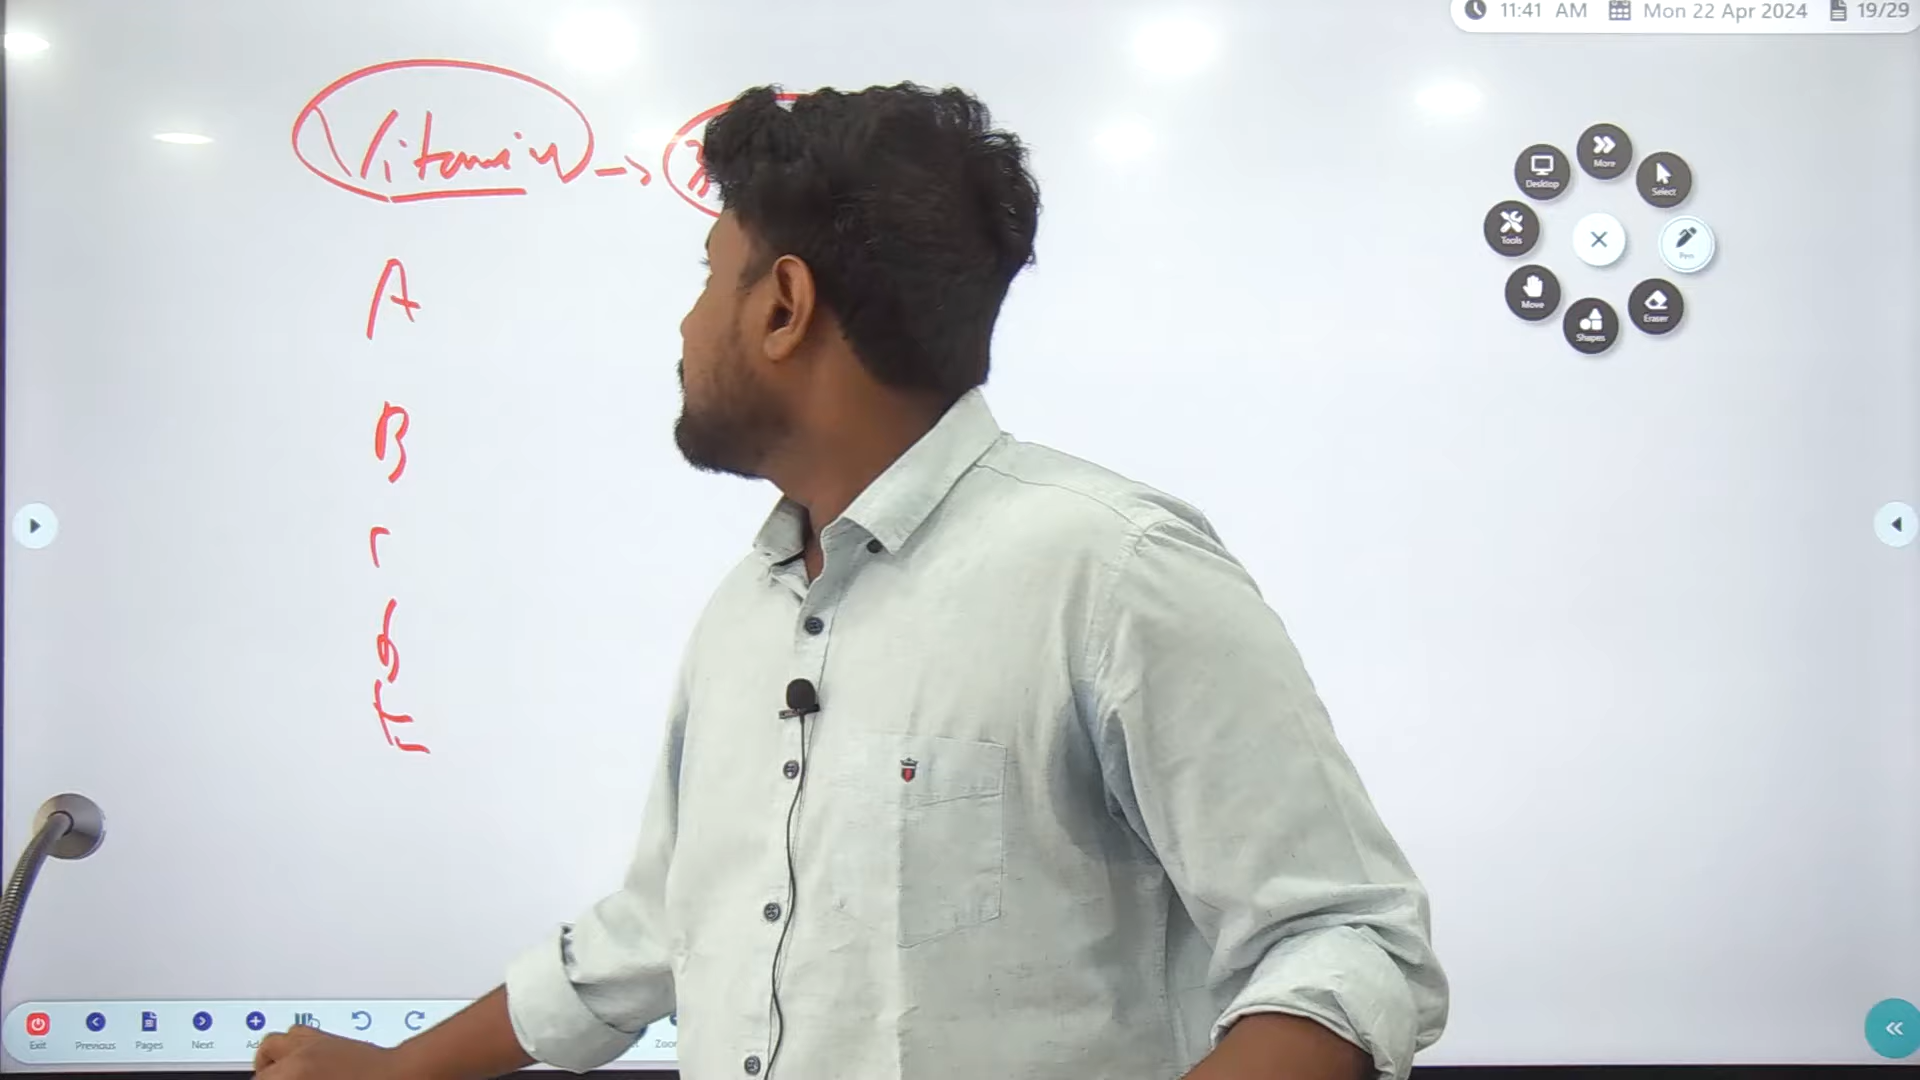 11:41 AM Mon 22 Apr 2024 19/29
Vitamin →
More
Desktop
Select
Tools
Pen
Move
Eraser
Shapes
A
B
E
Exit Previous Pages Next